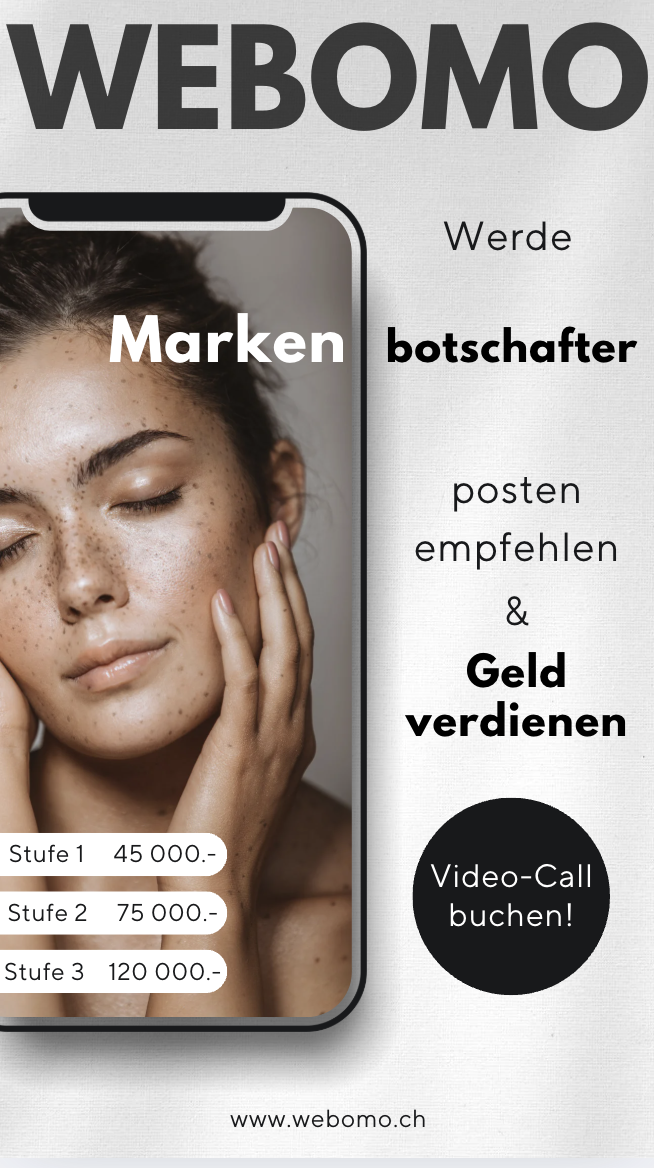 WEBOMO
Werde
Marken botschafter
posten
empfehlen
&
Geld
verdienen
Stufe 1 45 000.-
Stufe 2 75 000.-
Stufe 3 120 000.-
Video-Call
buchen!
www.webomo.ch